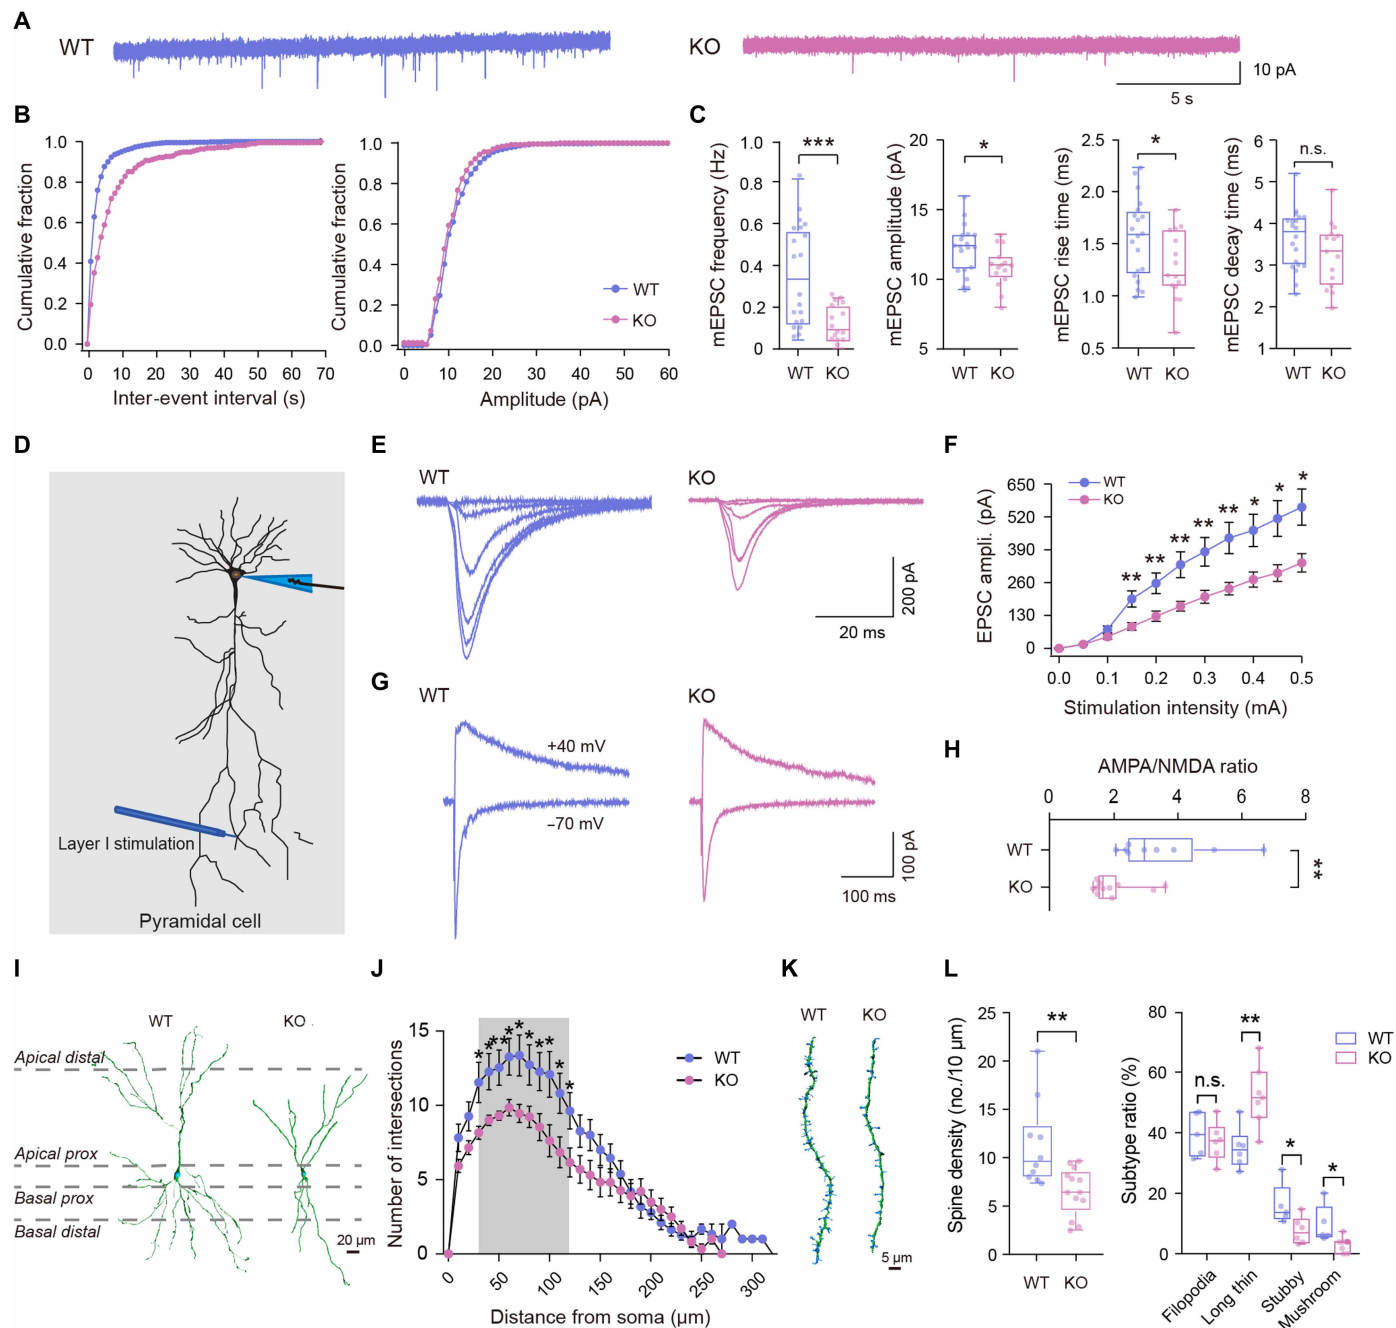 A
WT
KO
10 pA
5 s
B
1.0
0.8
0.6
0.4
0.2
0.0
Cumulative fraction
0 10 20 30 40 50 60 70
Inter-event interval (s)
1.0
0.8
0.6
0.4
0.2
0.0
Cumulative fraction
WT
KO
0 10 20 30 40 50 60
Amplitude (pA)
C
1.0
0.8
0.6
0.4
0.2
0
mEPSC frequency (Hz)
***
WT KO
20
15
10
5
mEPSC amplitude (pA)
*
WT KO
2.5
2.0
1.5
1.0
0.5
mEPSC rise time (ms)
*
WT KO
6
5
4
3
2
1
mEPSC decay time (ms)
n.s.
WT KO
D
Layer I stimulation
Pyramidal cell
E
WT
KO
200 pA
20 ms
F
650
520
390
260
130
0
EPSC ampli. (pA)
WT
KO
** ** ** ** ** * * *
0.0 0.1 0.2 0.3 0.4 0.5
Stimulation intensity (mA)
G
WT
KO
+40 mV
–70 mV
100 pA
100 ms
H
AMPA/NMDA ratio
0 2 4 6 8
WT
KO
**
I
WT
KO
Apical distal
Apical prox
Basal prox
Basal distal
20 µm
J
15
10
5
0
Number of intersections
* * * * * * * * * *
WT
KO
0 50 100 150 200 250 300
Distance from soma (µm)
K
WT
KO
5 µm
L
25
20
15
10
5
0
Spine density (no./10 µm)
**
WT KO
80
60
40
20
0
Subtype ratio (%)
n.s.
**
*
*
WT
KO
Filopodia
Long thin
Stubby
Mushroom